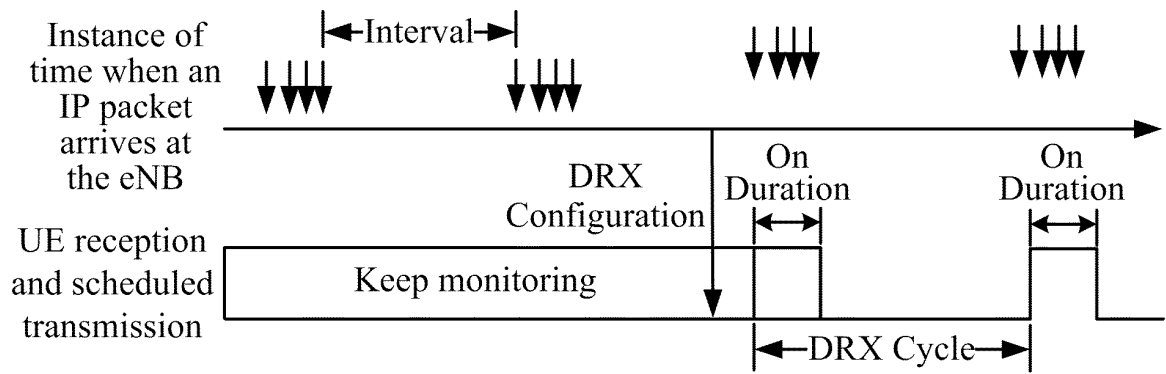 Instance of
time when an
IP packet
arrives at
the eNB
Interval
DRX
Configuration
On
Duration
On
Duration
UE reception
and scheduled
transmission
Keep monitoring
DRX Cycle